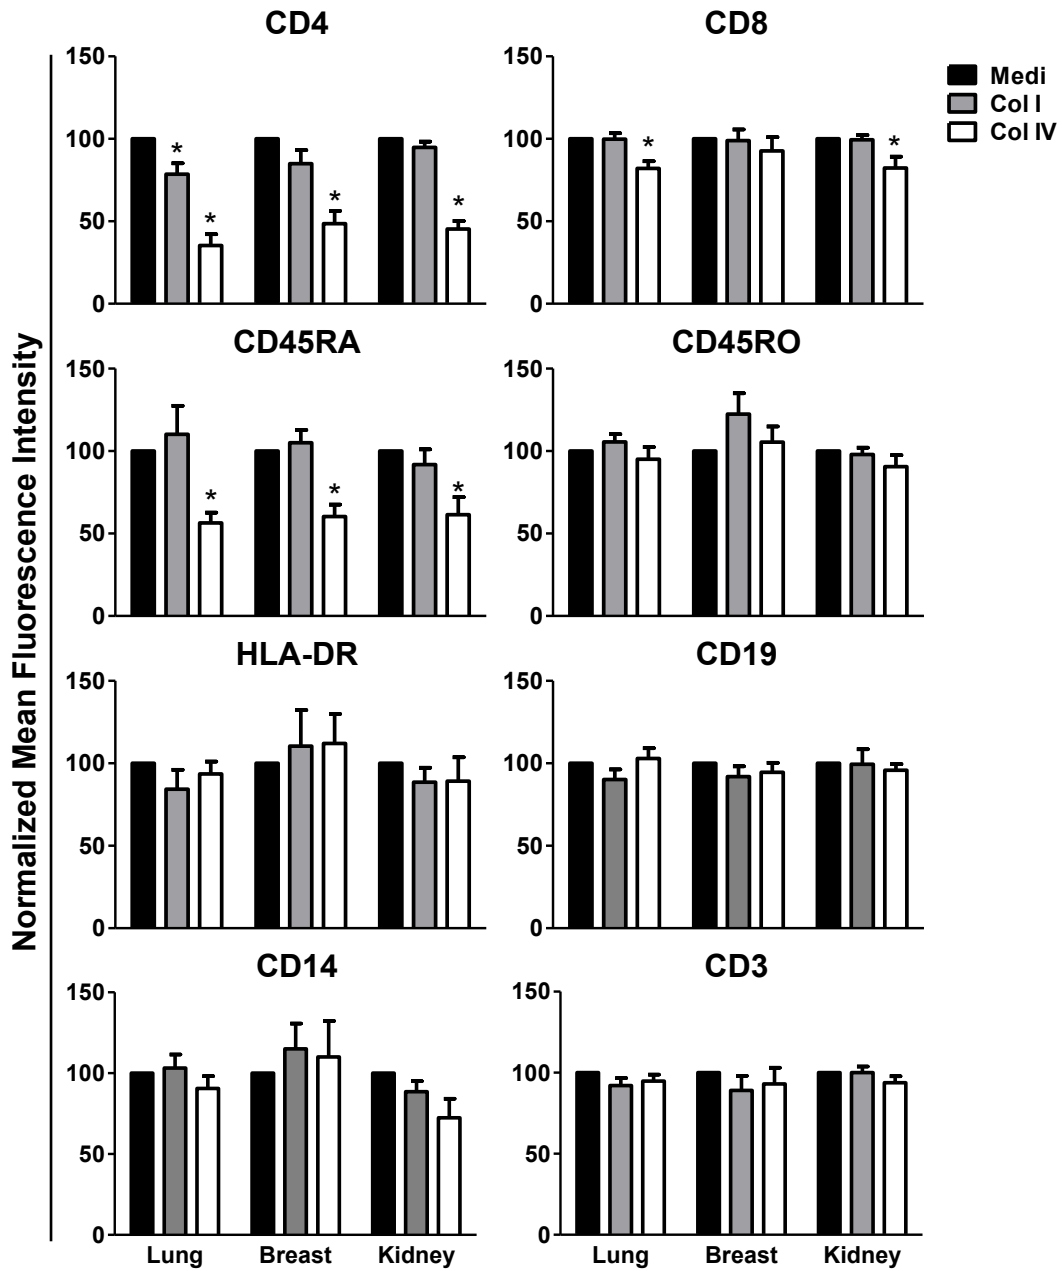 CD4
CD8
150
100
50
0
*
*
*
*
150
100
50
0
*
*
Medi
Col I
Col IV
Normalized Mean Fluorescence Intensity
CD45RA
CD45RO
150
100
50
0
*
*
*
150
100
50
0
HLA-DR
CD19
150
100
50
0
150
100
50
0
CD14
CD3
150
100
50
0
150
100
50
0
Lung Breast Kidney
Lung Breast Kidney